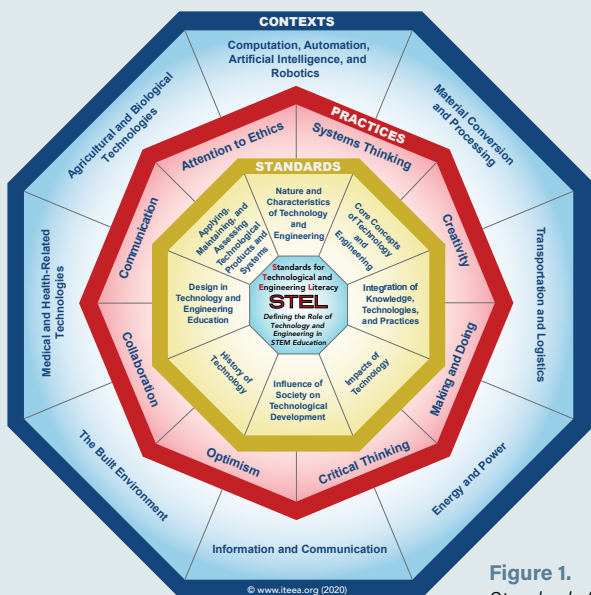 CONTEXTS
Computation, Automation,
Artificial Intelligence, and
Robotics
Material Conversion
and Processing
Transportation and Logistics
Energy and Power
Information and Communication
The Built Environment
Medical and Health-Related
Technologies
Agricultural and Biological
Technologies
PRACTICES
Systems Thinking
Creativity
Making and Doing
Critical Thinking
Optimism
Collaboration
Communication
Attention to Ethics
STANDARDS
Nature and
Characteristics
of Technology
and
Engineering
Core Concepts
of Technology
and
Engineering
Integration of
Knowledge,
Technologies,
and Practices
Impacts of
Technology
Influence of
Society on
Technological
Development
History of
Technology
Design in
Technology and
Engineering
Education
Applying,
Maintaining, and
Assessing
Technological
Products and
Systems
Standards for
Technological and
Engineering Literacy
STEL
Defining the Role of
Technology and
Engineering in
STEM Education
© www.iteea.org (2020)
Figure 1.